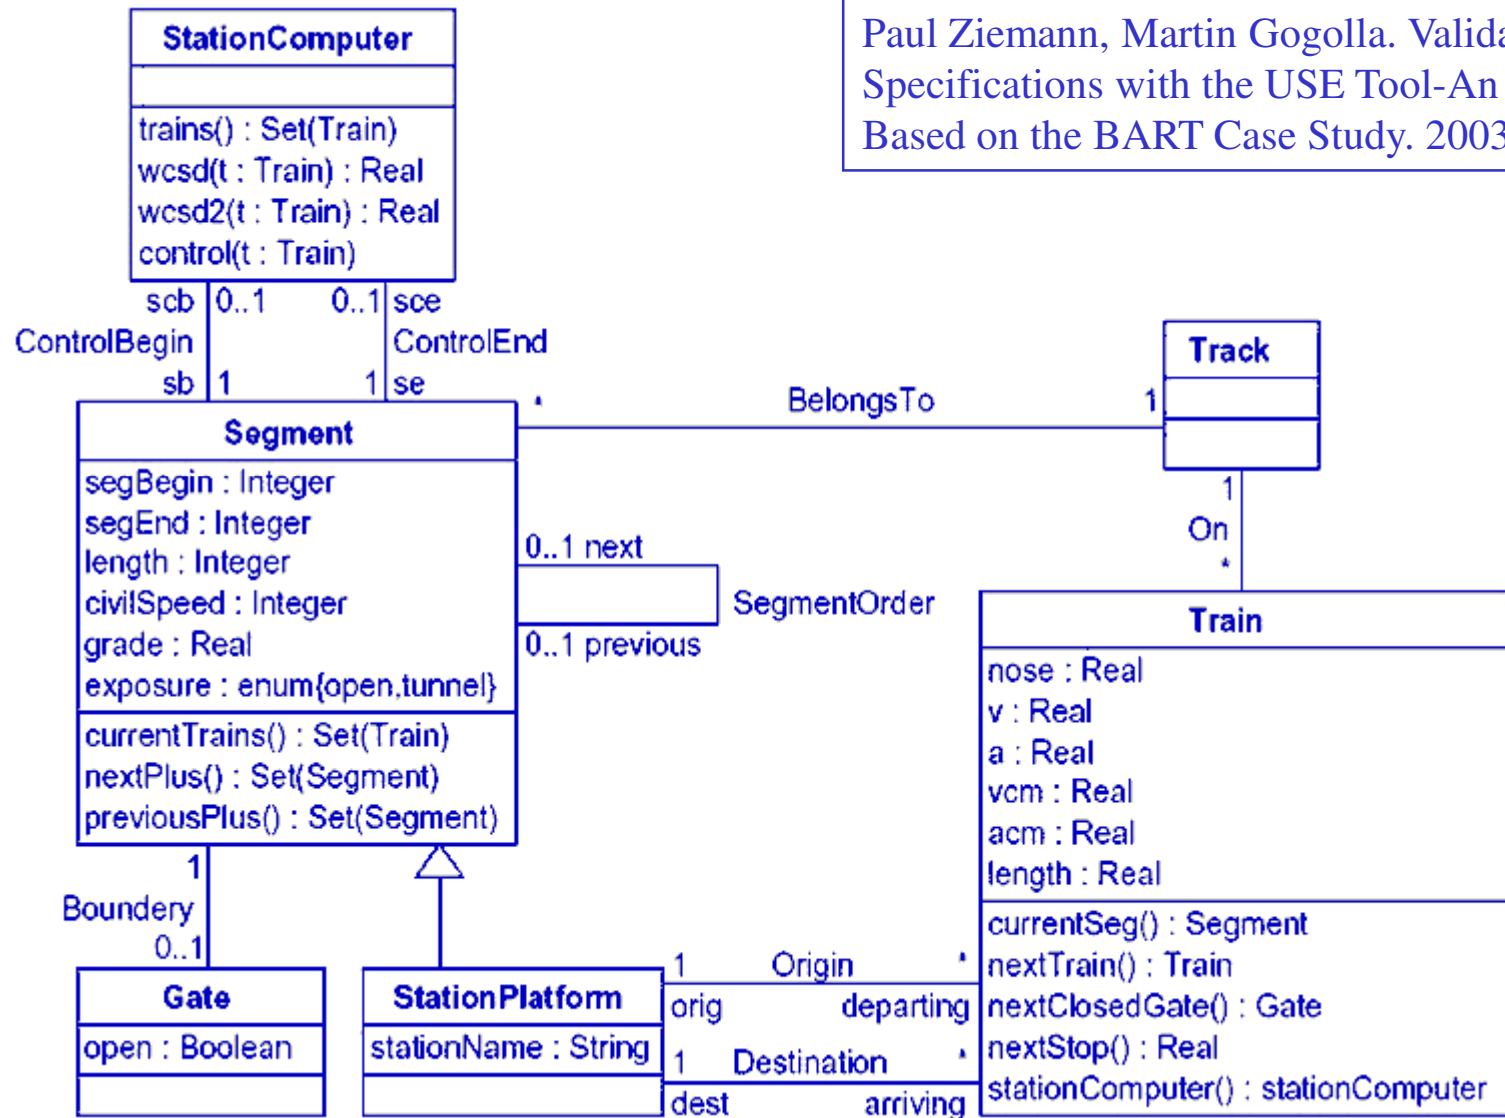 Paul Ziemann, Martin Gogolla. Valida
Specifications with the USE Tool-An
Based on the BART Case Study. 2003
StationComputer
trains() : Set(Train)
wcsd(t : Train) : Real
wcsd2(t : Train) : Real
control(t : Train)
scb 0..1 0..1 sce
ControlBegin ControlEnd
sb 1 1 se
Segment
segBegin : Integer
segEnd : Integer
length : Integer
civilSpeed : Integer
grade : Real
exposure : enum{open,tunnel}
currentTrains() : Set(Train)
nextPlus() : Set(Segment)
previousPlus() : Set(Segment)
* BelongsTo 1
Track
0..1 next
SegmentOrder
0..1 previous
1
On
*
Train
nose : Real
v : Real
a : Real
vcm : Real
acm : Real
length : Real
currentSeg() : Segment
nextTrain() : Train
nextClosedGate() : Gate
nextStop() : Real
stationComputer() : stationComputer
1
Boundery
0..1
Gate
open : Boolean
StationPlatform
stationName : String
1 Origin *
orig departing
1 Destination *
dest arriving